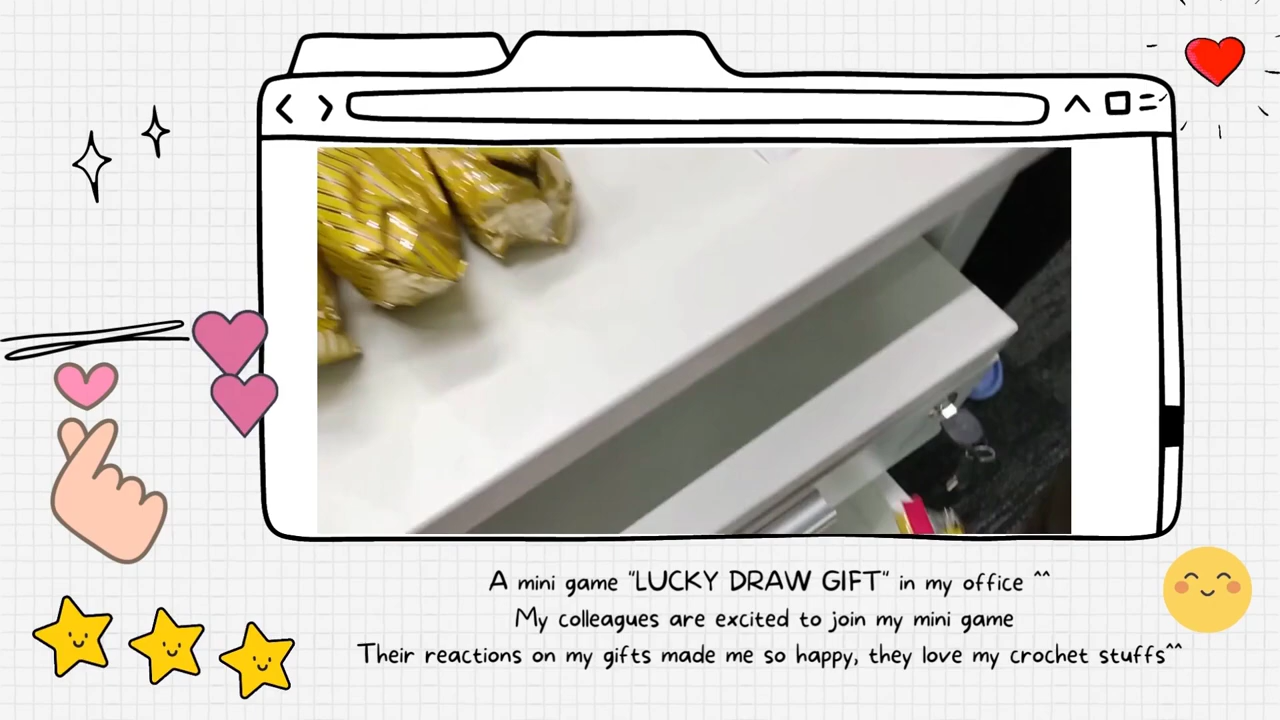 A mini game "LUCKY DRAW GIFT" in my office ^^
My colleagues are excited to join my mini game
Their reactions on my gifts made me so happy, they love my crochet stuffs^^